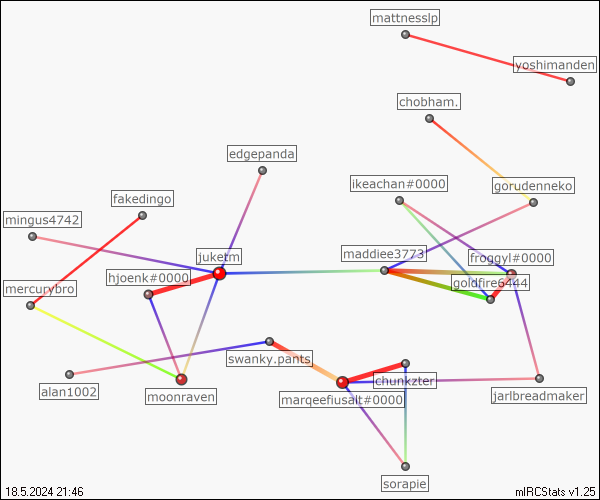 mattnesslp
yoshimanden
chobham.
edgepanda
ikeachan#0000
gorudenneko
fakedingo
mingus4742
juketm
maddiee3773
froggyl#0000
hjoenk#0000
goldfire6444
mercupybro
swanky.pants
chunkzter
alan1002
moonraven
marqeefiusalt#0000
jarlbreadmaker
sorapie
18.5.2024 21:46
mIRCStats v1.25